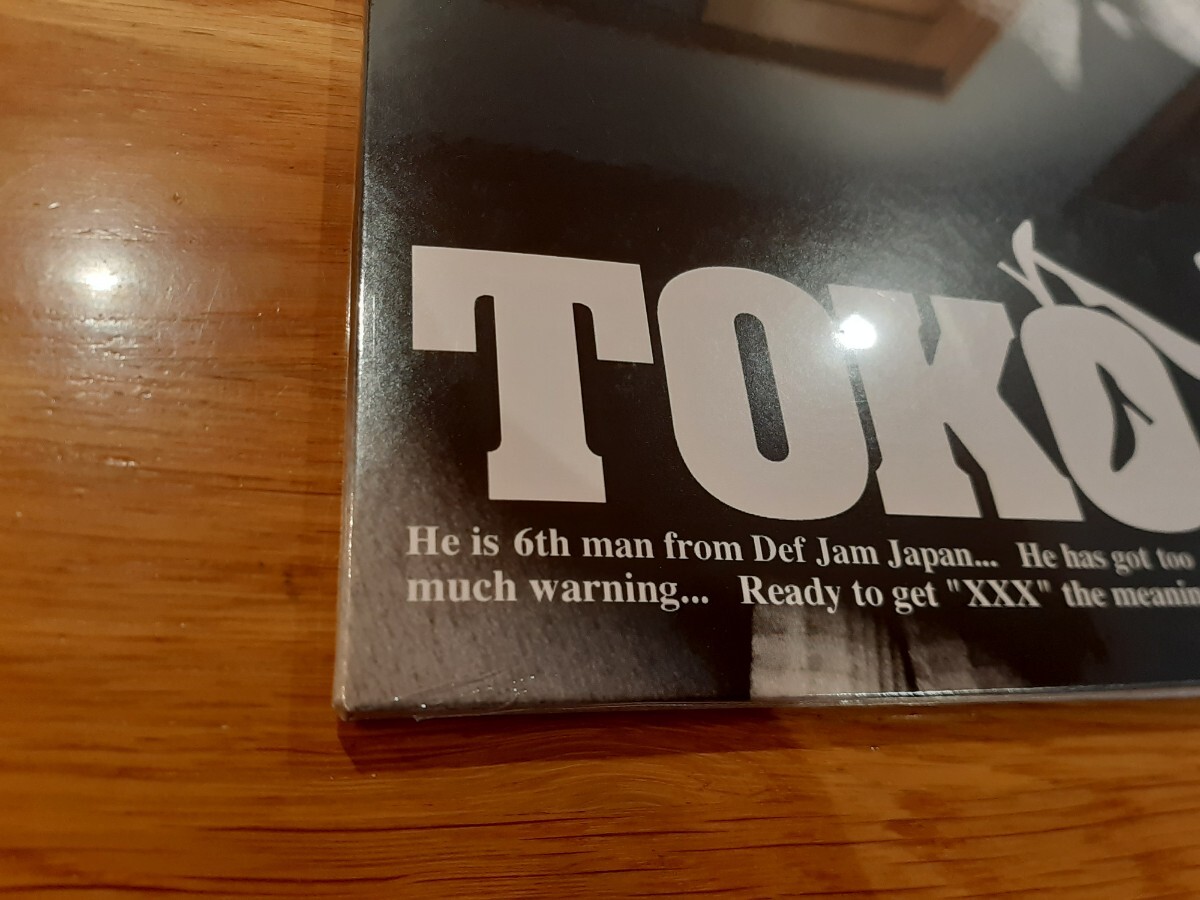 TOKO
He is 6th man from Def Jam Japan... He has got too
much warning... Ready to get "XXX" the meanin